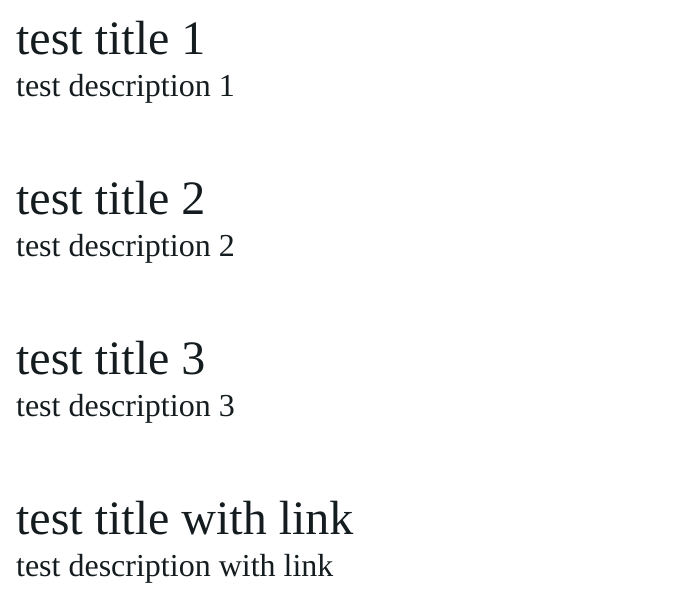 test title 1
test description 1
test title 2
test description 2
test title 3
test description 3
test title with link
test description with link